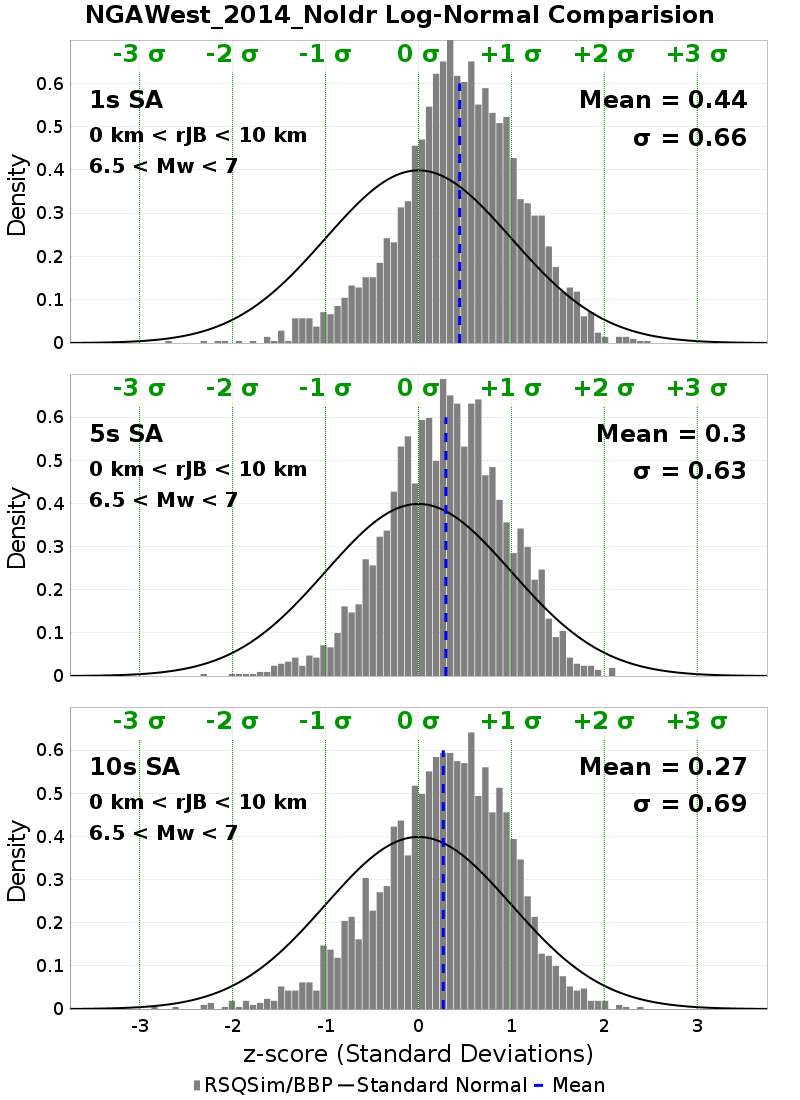 NGAWest_2014_NoIdr Log-Normal Comparision
-3 σ -2 σ -1 σ 0 σ +1 σ +2 σ +3 σ
1s SA
Mean = 0.44
0 km < rJB < 10 km
σ = 0.66
6.5 < Mw < 7
Density
0.6
0.5
0.4
0.3
0.2
0.1
0
-3 σ -2 σ -1 σ 0 σ +1 σ +2 σ +3 σ
5s SA
Mean = 0.3
0 km < rJB < 10 km
σ = 0.63
6.5 < Mw < 7
Density
0.6
0.5
0.4
0.3
0.2
0.1
0
-3 σ -2 σ -1 σ 0 σ +1 σ +2 σ +3 σ
10s SA
Mean = 0.27
0 km < rJB < 10 km
σ = 0.69
6.5 < Mw < 7
Density
0.6
0.5
0.4
0.3
0.2
0.1
0
-3 -2 -1 0 1 2 3
z-score (Standard Deviations)
RSQSim/BBP Standard Normal Mean